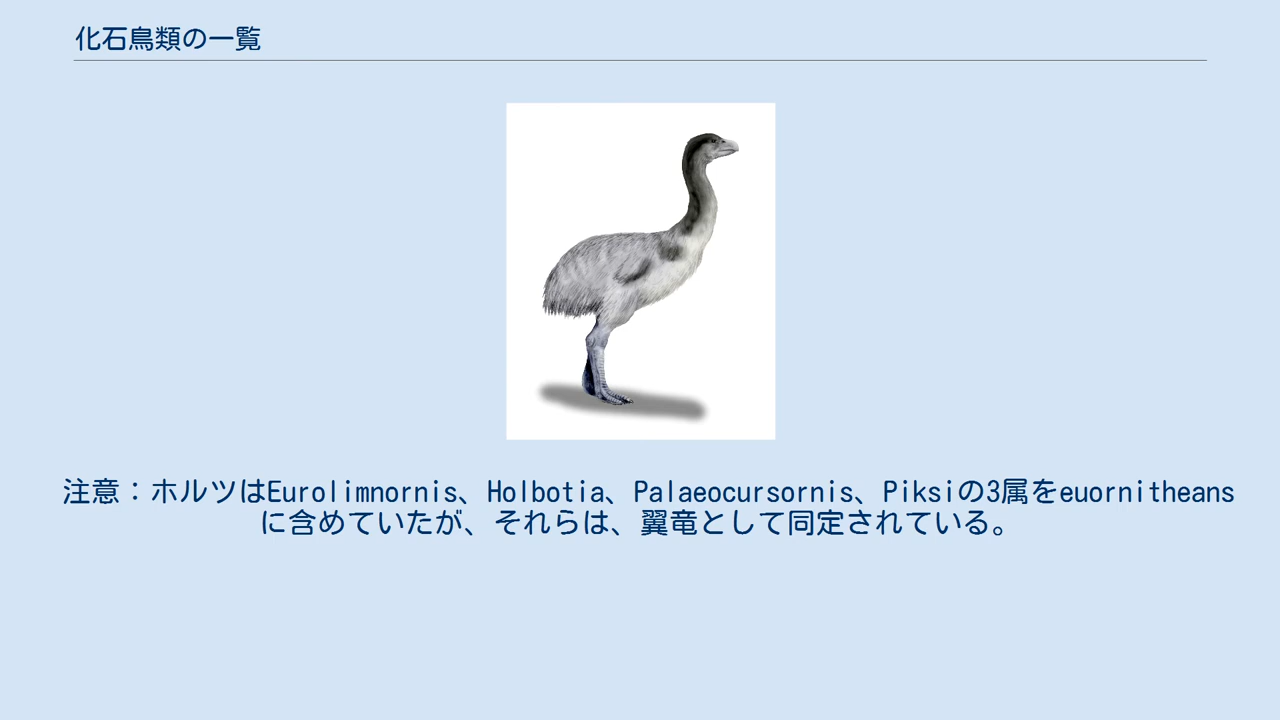 化石鳥類の一覧
注意：ホルツはEurolimnornis、Holbotia、Palaeocursornis、Piksiの3属をeuornitheans
に含めていたが、それらは、翼竜として同定されている。